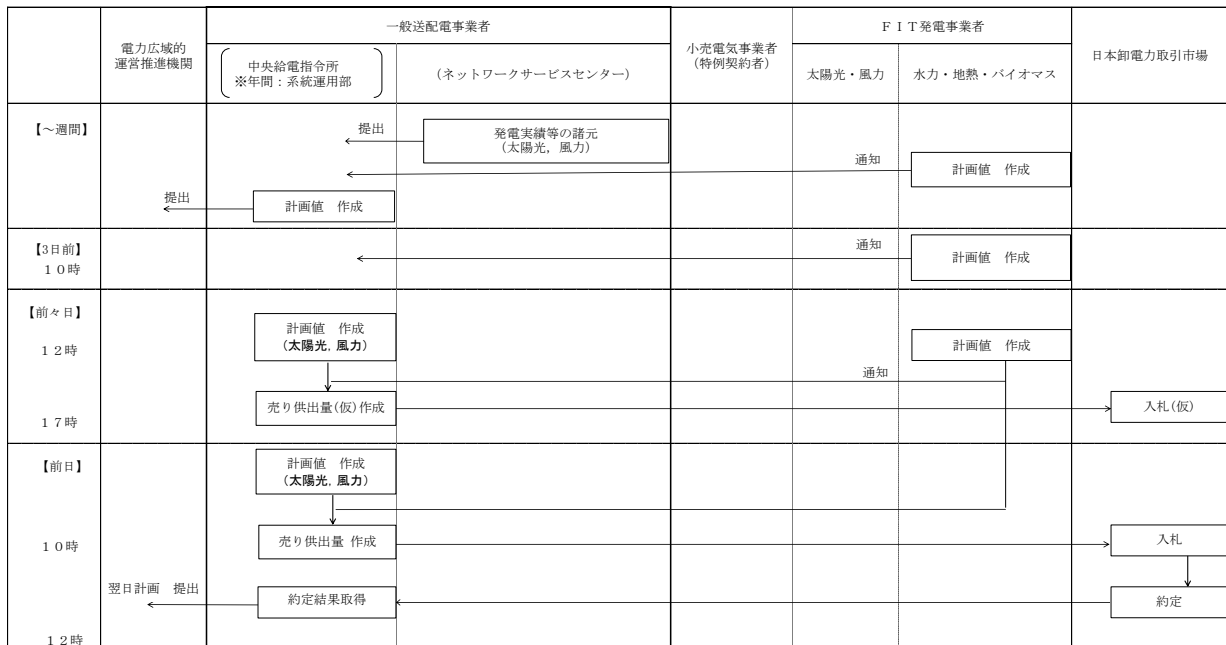 電力広域的
運営推進機関
一般送配電事業者
中央給電指令所
※年間:系統運用部
(ネットワークサービスセンター)
小売電気事業者
(特例契約者)
FIT発電事業者
太陽光・風力
水力・地熱・バイオマス
日本卸電力取引市場
【~週間】
提出
発電実績等の諸元
(太陽光,風力)
通知
計画値 作成
提出
計画値 作成
【3日前】
10時
通知
計画値 作成
【前々日】
12時
計画値 作成
(太陽光,風力)
計画値 作成
通知
17時
売り供出量(仮)作成
入札(仮)
【前日】
計画値 作成
(太陽光,風力)
10時
売り供出量 作成
入札
翌日計画 提出
約定結果取得
約定
12時